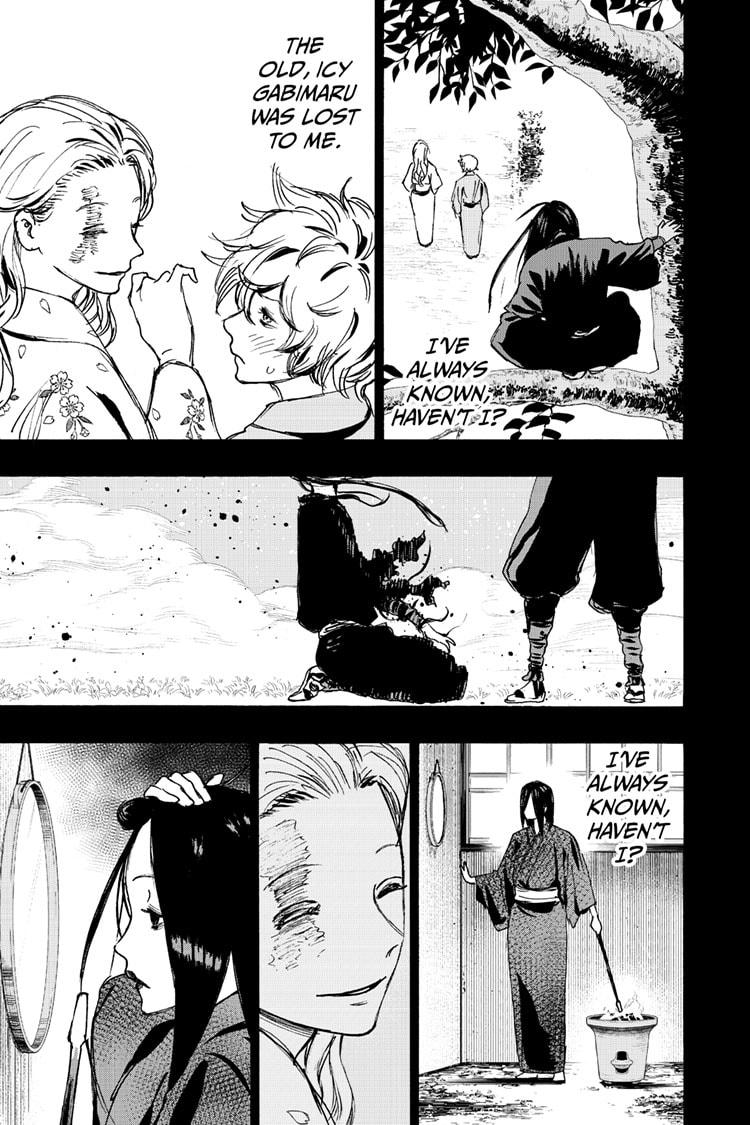 I'VE
ALWAYS
KNOWN,
HAVEN'T I?
THE
OLD, ICY
GABIMARU
WAS LOST
TO ME.
I'VE
ALWAYS
KNOWN,
HAVEN'T
I?